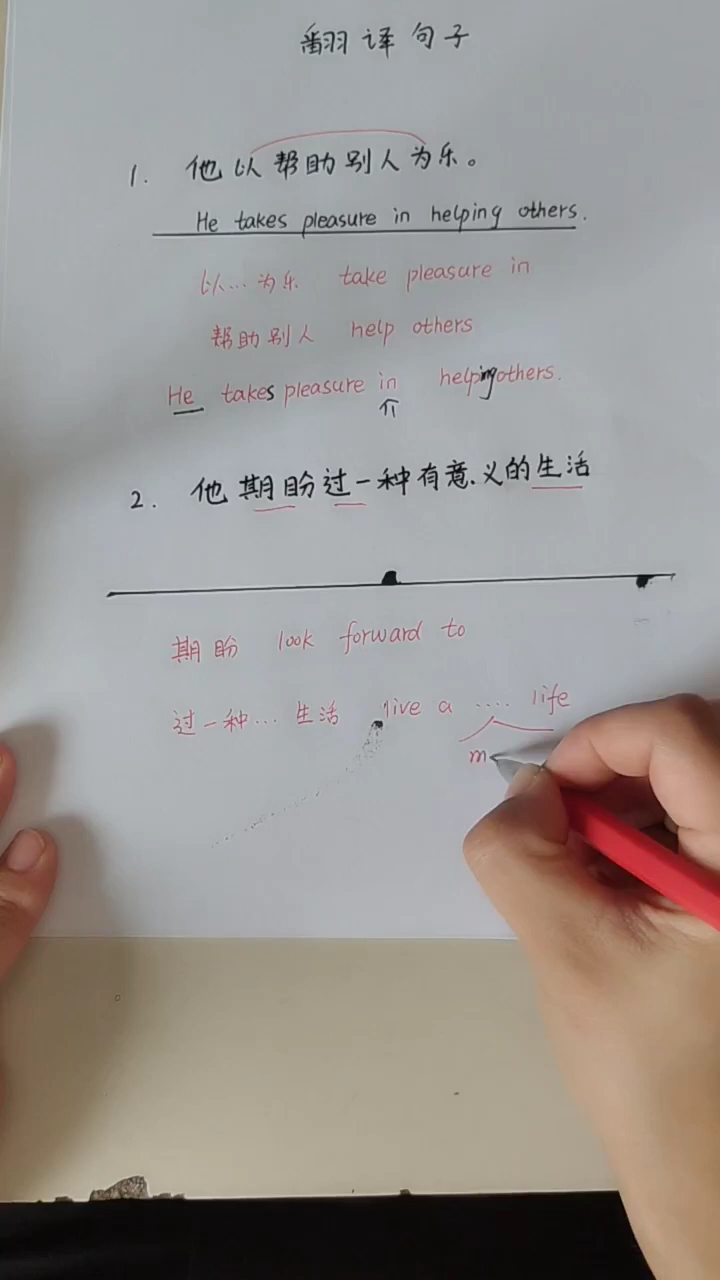 翻译句子
1. 他以帮助别人为乐。
He takes pleasure in helping others.
以…为乐 take pleasure in
帮助别人 help others
He takes pleasure in helping others.
介
2. 他期盼过一种有意义的生活
期盼 look forward to
过一种… 生活 live a .... life
m